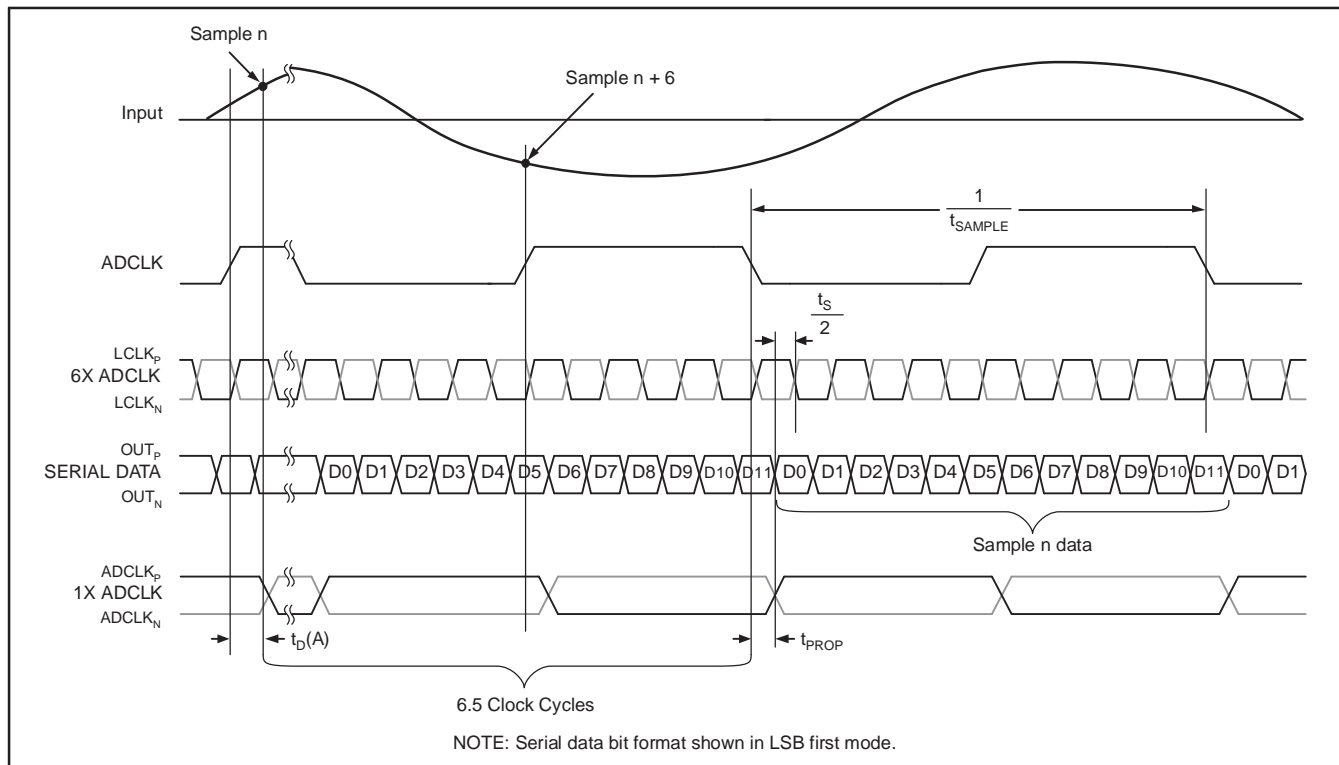 Sample n
Sample n + 6
Input
1
t_SAMPLE
ADCLK
t_S
2
LCLK_P
6X ADCLK
LCLK_N
OUT_P
SERIAL DATA
OUT_N
D0 D1 D2 D3 D4 D5 D6 D7 D8 D9 D10 D11 D0 D1 D2 D3 D4 D5 D6 D7 D8 D9 D10 D11 D0 D1
Sample n data
ADCLK_P
1X ADCLK
ADCLK_N
t_D(A)
t_PROP
6.5 Clock Cycles
NOTE: Serial data bit format shown in LSB first mode.